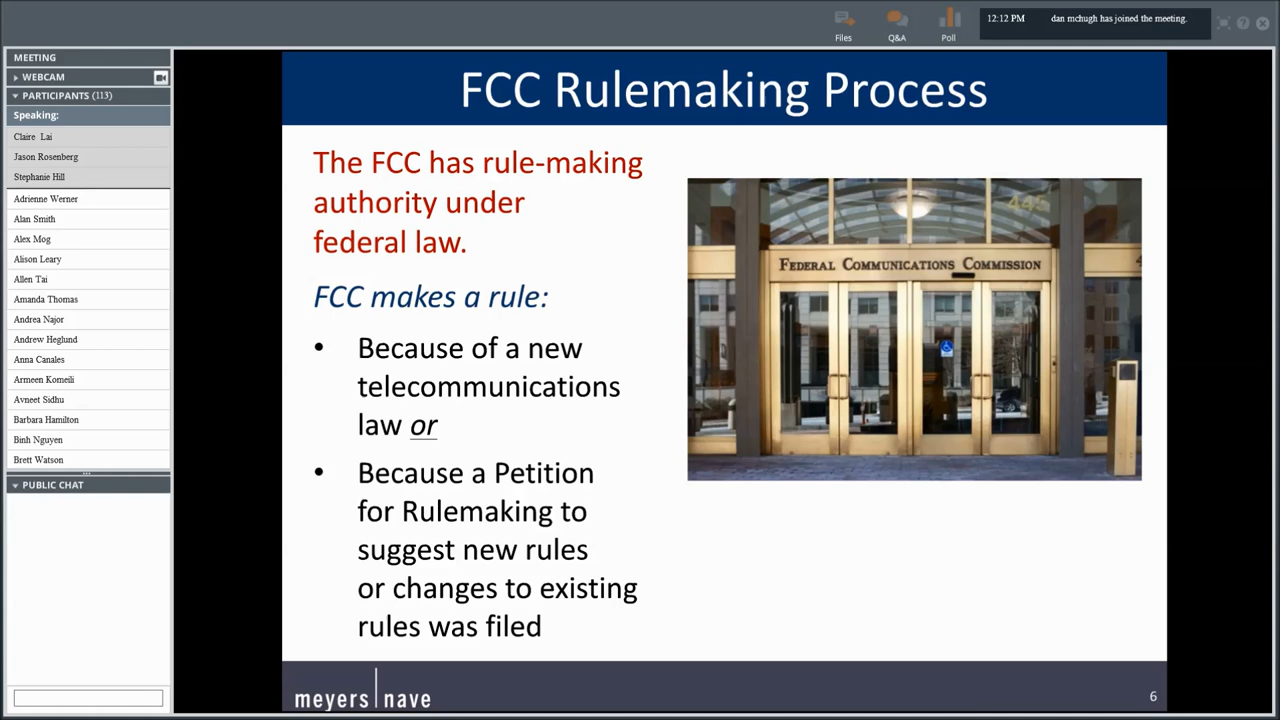 12:12 PM dan mchugh has joined the meeting.
Files Q&A Poll
MEETING
WEBCAM
PARTICIPANTS (113)
Speaking:
Claire Lai
Jason Rosenberg
Stephanie Hill
Adrienne Werner
Alan Smith
Alex Mog
Alison Leary
Allen Tai
Amanda Thomas
Andrea Najor
Andrew Heglund
Anna Canales
Armeen Komeili
Avneet Sidhu
Barbara Hamilton
Binh Nguyen
Brett Watson
PUBLIC CHAT
FCC Rulemaking Process
The FCC has rule-making
authority under
federal law.
FCC makes a rule:
• Because of a new
telecommunications
law or
• Because a Petition
for Rulemaking to
suggest new rules
or changes to existing
rules was filed
445
FEDERAL COMMUNICATIONS COMMISSION
meyers|nave
6